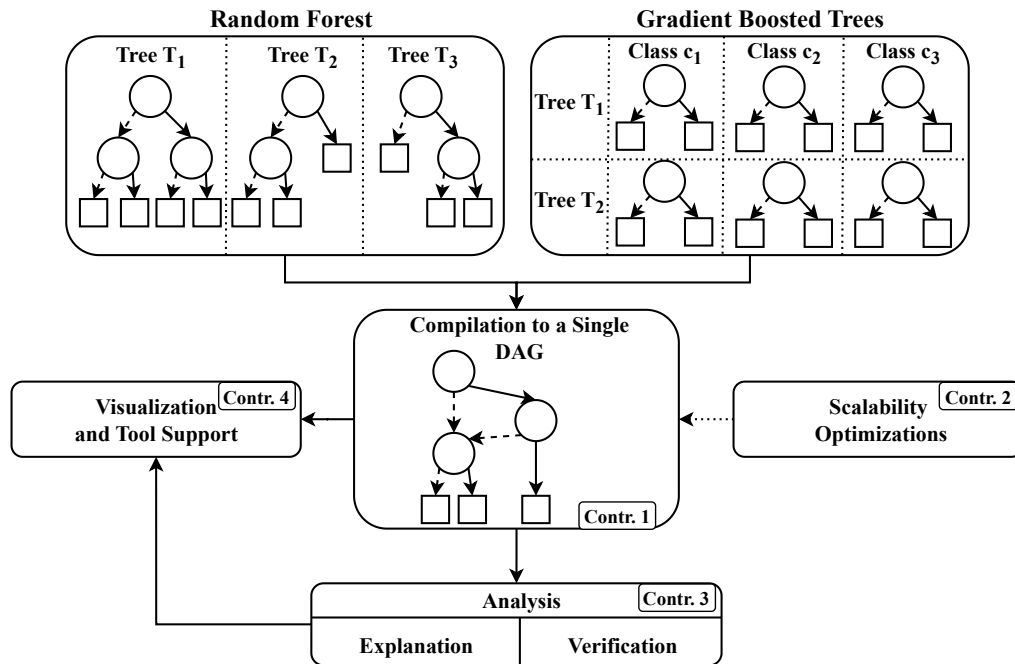 Random Forest
Tree T1
Tree T2
Tree T3
Gradient Boosted Trees
Class c1
Class c2
Class c3
Tree T1
Tree T2
Compilation to a Single
DAG
Contr. 1
Contr. 4
Visualization
and Tool Support
Contr. 2
Scalability
Optimizations
Analysis
Contr. 3
Explanation
Verification